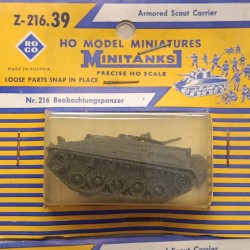 Z-216.39
Armored Scout Carrier
ROCO
MADE IN AUSTRIA
HO MODEL MINIATURES
MINITANKS
PRECISE HO SCALE
LOOSE PARTS SNAP IN PLACE
Nr. 216 Beobachtungspanzer